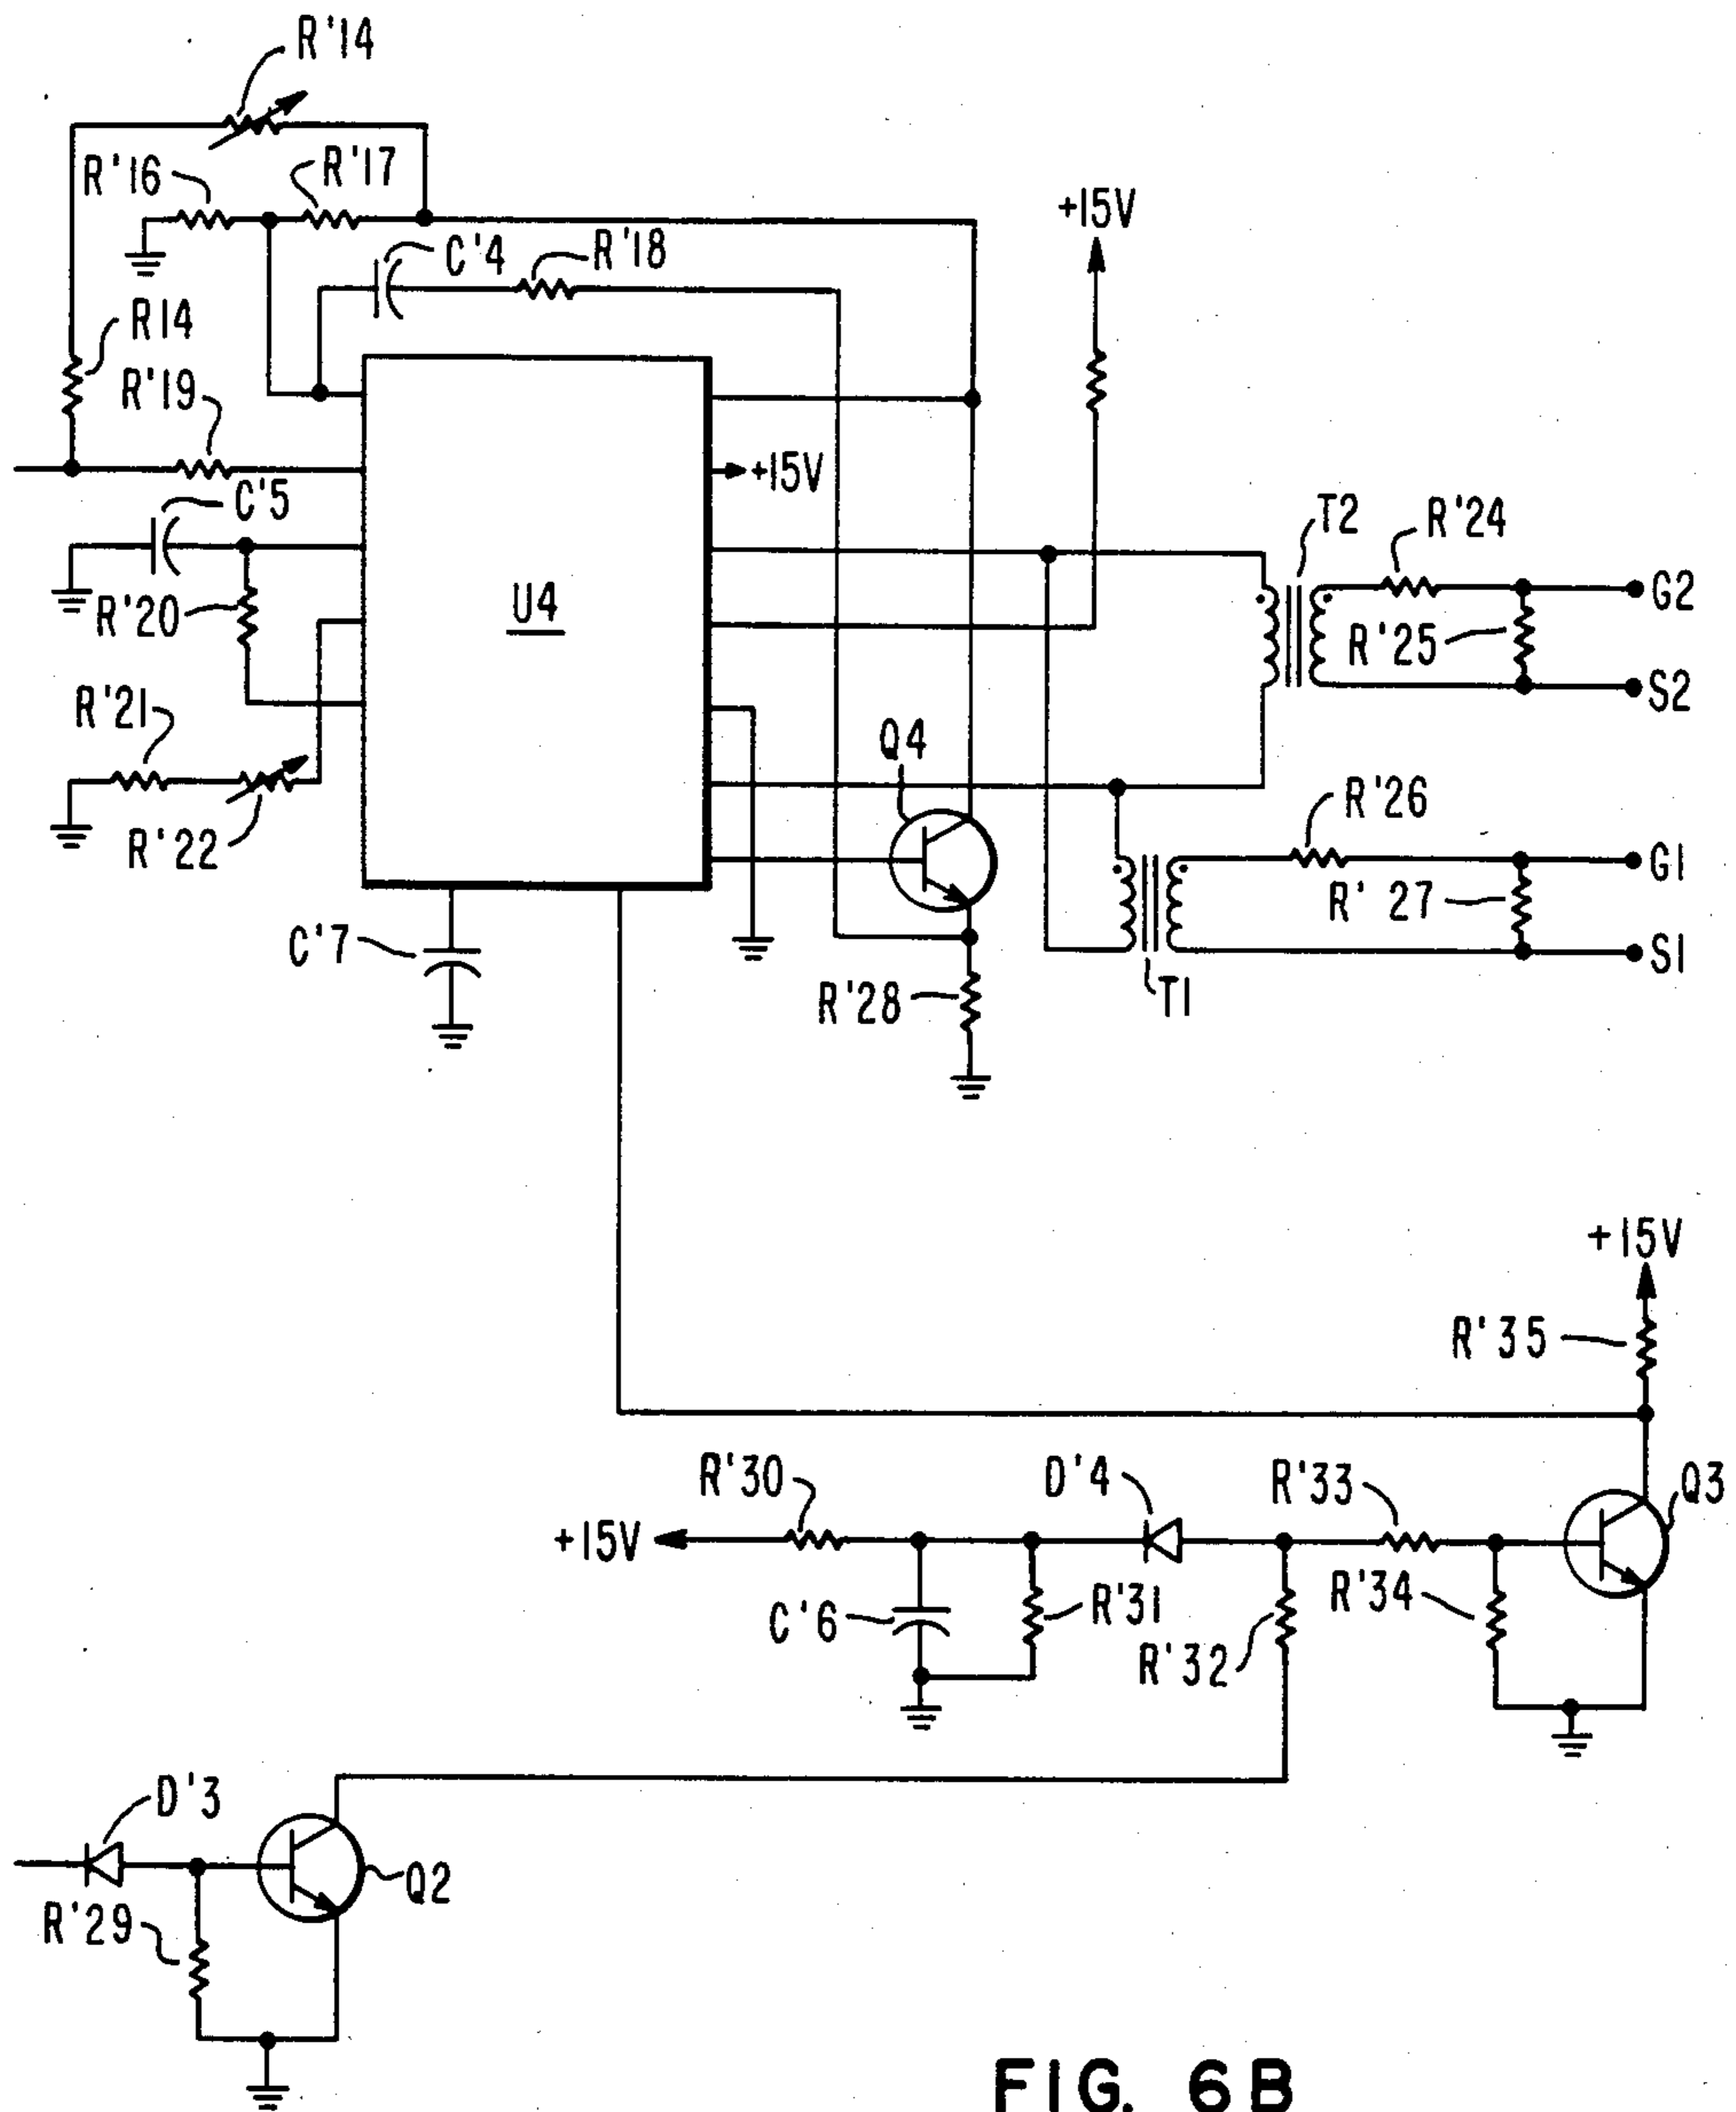 R'14
R'16
R'17
+15V
C'4
R'18
R14
R'19
+15V
C'5
T2
R'24
G2
R'20
U4
R'25
S2
R'21
Q4
R'26
R'22
G1
R'27
C'7
S1
R'28
T1
+15V
R'35
R'30
D'4
R'33
Q3
+15V
C'6
R'31
R'34
R'32
D'3
Q2
R'29
FIG. 6B